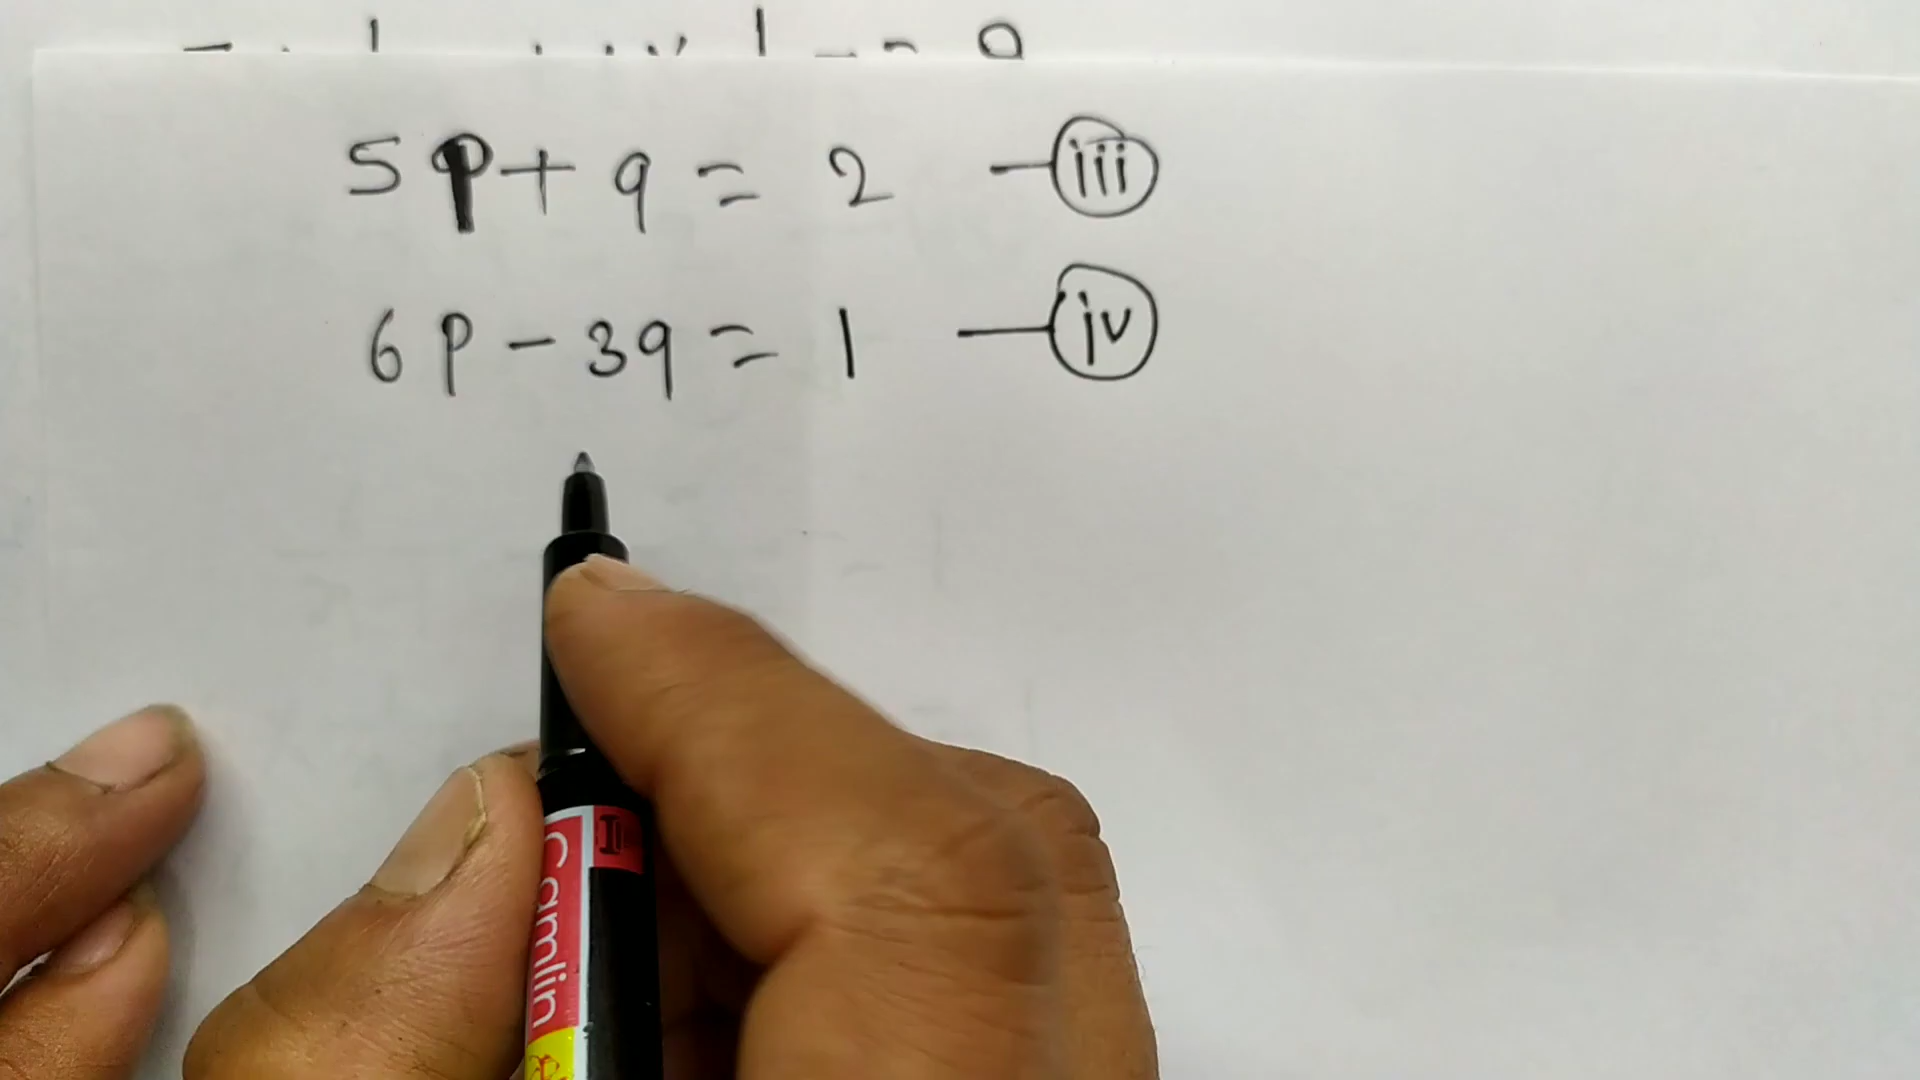 5p + q = 2 — iii
6p - 3q = 1 — iv
Camlin